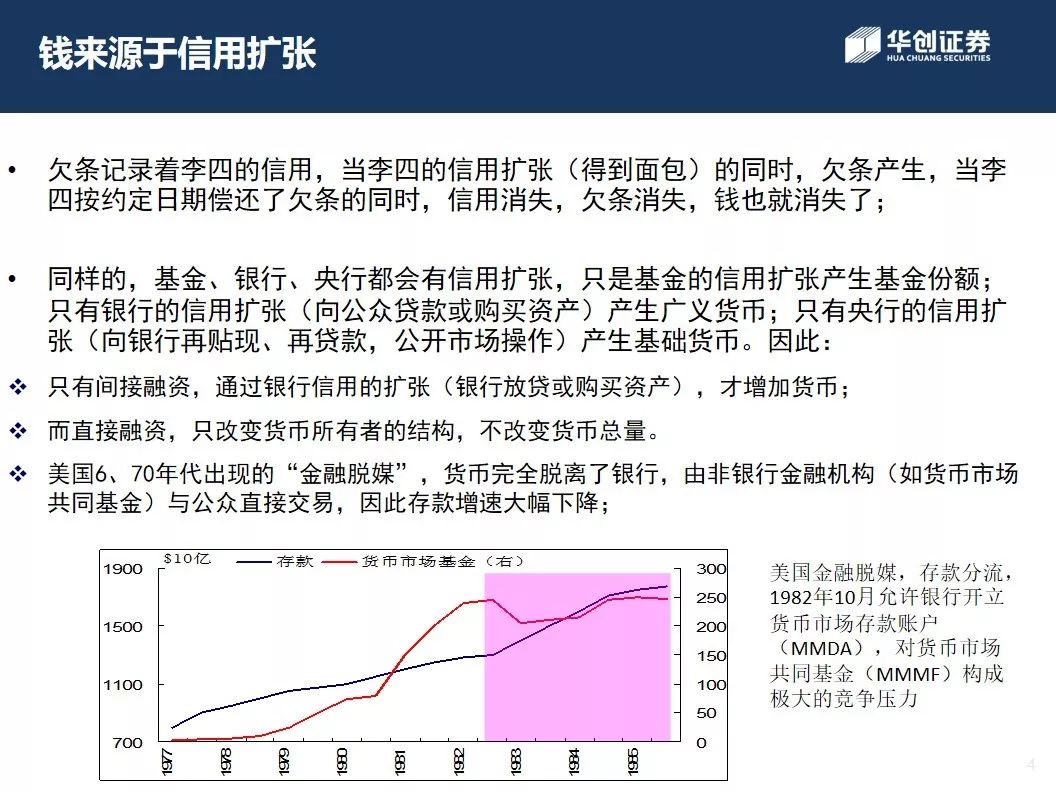 钱来源于信用扩张
华创证券
HUA CHUANG SECURITIES
• 欠条记录着李四的信用，当李四的信用扩张（得到面包）的同时，欠条产生，当李
四按约定日期偿还了欠条的同时，信用消失，欠条消失，钱也就消失了；
• 同样的，基金、银行、央行都会有信用扩张，只是基金的信用扩张产生基金份额；
只有银行的信用扩张（向公众贷款或购买资产）产生广义货币；只有央行的信用扩
张（向银行再贴现、再贷款，公开市场操作）产生基础货币。因此：
❖ 只有间接融资，通过银行信用的扩张（银行放贷或购买资产），才增加货币；
❖ 而直接融资，只改变货币所有者的结构，不改变货币总量。
❖ 美国6、70年代出现的“金融脱媒”，货币完全脱离了银行，由非银行金融机构（如货币市场
共同基金）与公众直接交易，因此存款增速大幅下降；
$10亿 存款 货币市场基金（右）
1900
1500
1100
700
300
250
200
150
100
50
0
1977 1978 1979 1980 1981 1982 1983 1984 1985
美国金融脱媒，存款分流，
1982年10月允许银行开立
货币市场存款账户
（MMDA），对货币市场
共同基金（MMMF）构成
极大的竞争压力
4